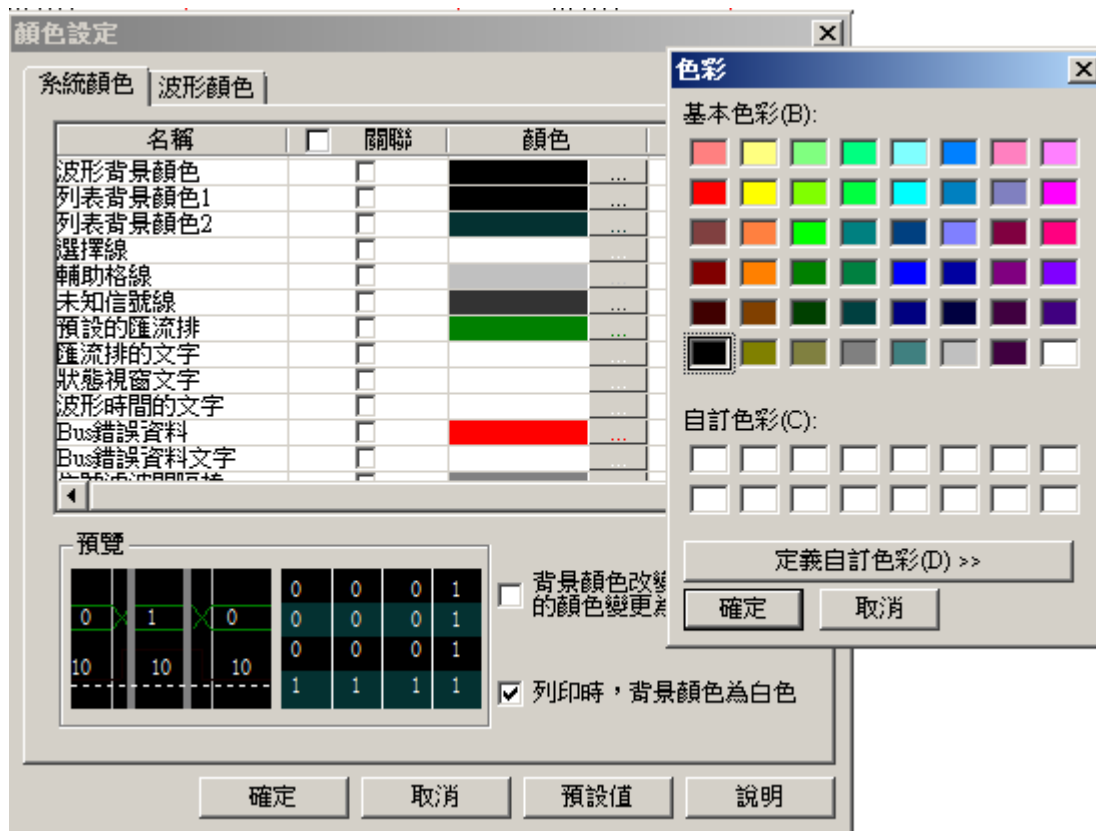 顏色設定
系統顏色
波形顏色
名稱
關聯
顏色
波形背景顏色
...
列表背景顏色1
...
列表背景顏色2
...
選擇線
...
輔助格線
...
未知信號線
...
預設的匯流排
...
匯流排的文字
...
狀態視窗文字
...
波形時間的文字
...
Bus錯誤資料
...
Bus錯誤資料文字
...
預覽
0 1 0
10 10 10
0 0 0 1
0 0 0 1
0 0 0 1
1 1 1 1
背景顏色改變
的顏色變更為
列印時，背景顏色為白色
確定
取消
預設值
說明
色彩
基本色彩(B):
自訂色彩(C):
定義自訂色彩(D) >>
確定
取消